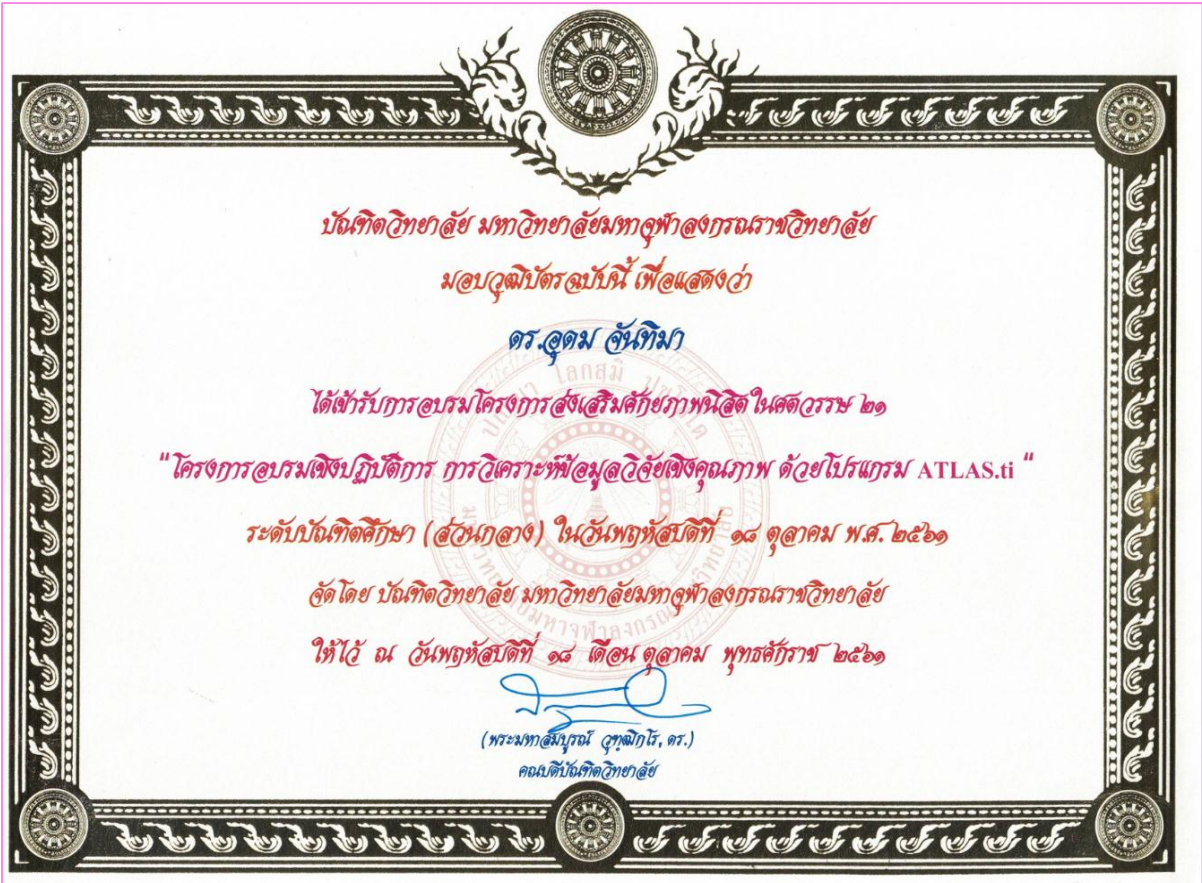 บัณฑิตวิทยาลัย มหาวิทยาลัยมหาจุฬาลงกรณราชวิทยาลัย
มอบวุฒิบัตรฉบับนี้ เพื่อแสดงว่า
ดร.อุดม จันทิมา
ได้เข้ารับการอบรมโครงการส่งเสริมศักยภาพนิสิตในศตวรรษ ๒๑
"โครงการอบรมเชิงปฏิบัติการ การวิเคราะห์ข้อมูลวิจัยเชิงคุณภาพ ด้วยโปรแกรม ATLAS.ti "
ระดับบัณฑิตศึกษา (ส่วนกลาง) ในวันพฤหัสบดีที่ ๑๘ ตุลาคม พ.ศ. ๒๕๖๑
จัดโดย บัณฑิตวิทยาลัย มหาวิทยาลัยมหาจุฬาลงกรณราชวิทยาลัย
ให้ไว้ ณ วันพฤหัสบดีที่ ๑๘ เดือน ตุลาคม พุทธศักราช ๒๕๖๑
(พระมหาสมบูรณ์ วุฑฺฒิกโร, ดร.)
คณบดีบัณฑิตวิทยาลัย